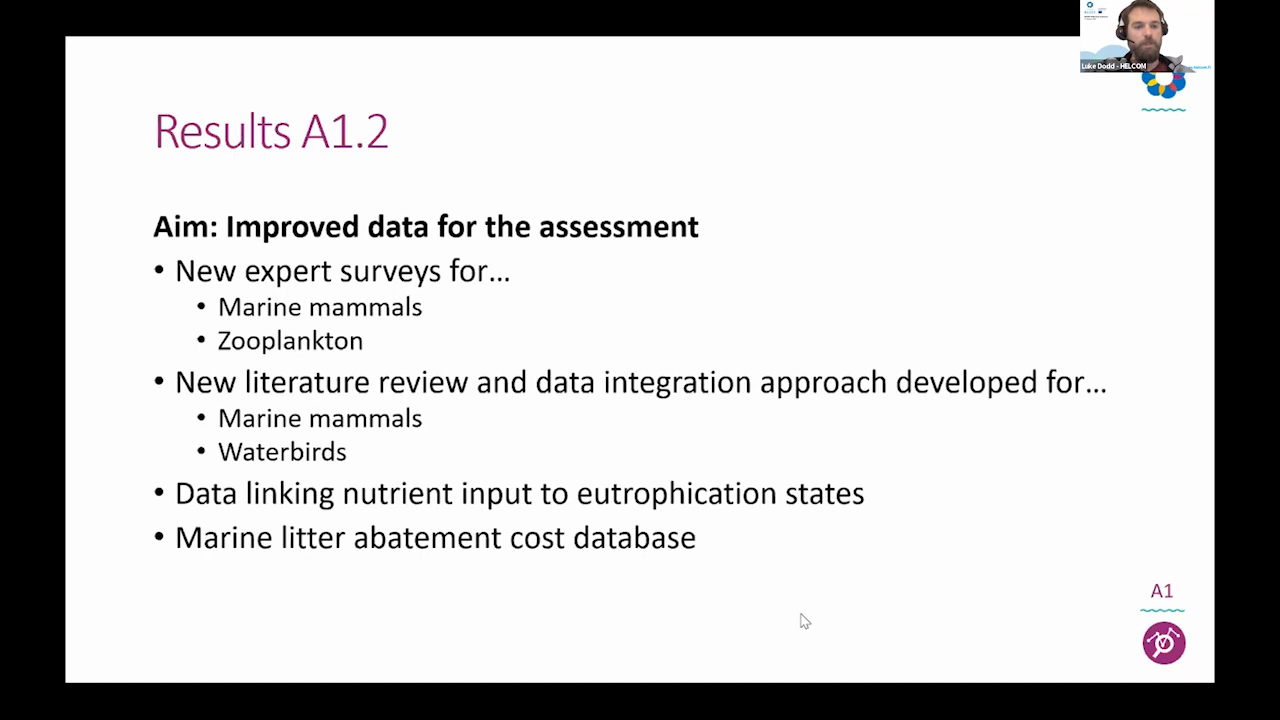 Luke Dodd - HELCOM
Results A1.2
Aim: Improved data for the assessment
• New expert surveys for...
• Marine mammals
• Zooplankton
• New literature review and data integration approach developed for...
• Marine mammals
• Waterbirds
• Data linking nutrient input to eutrophication states
• Marine litter abatement cost database
A1